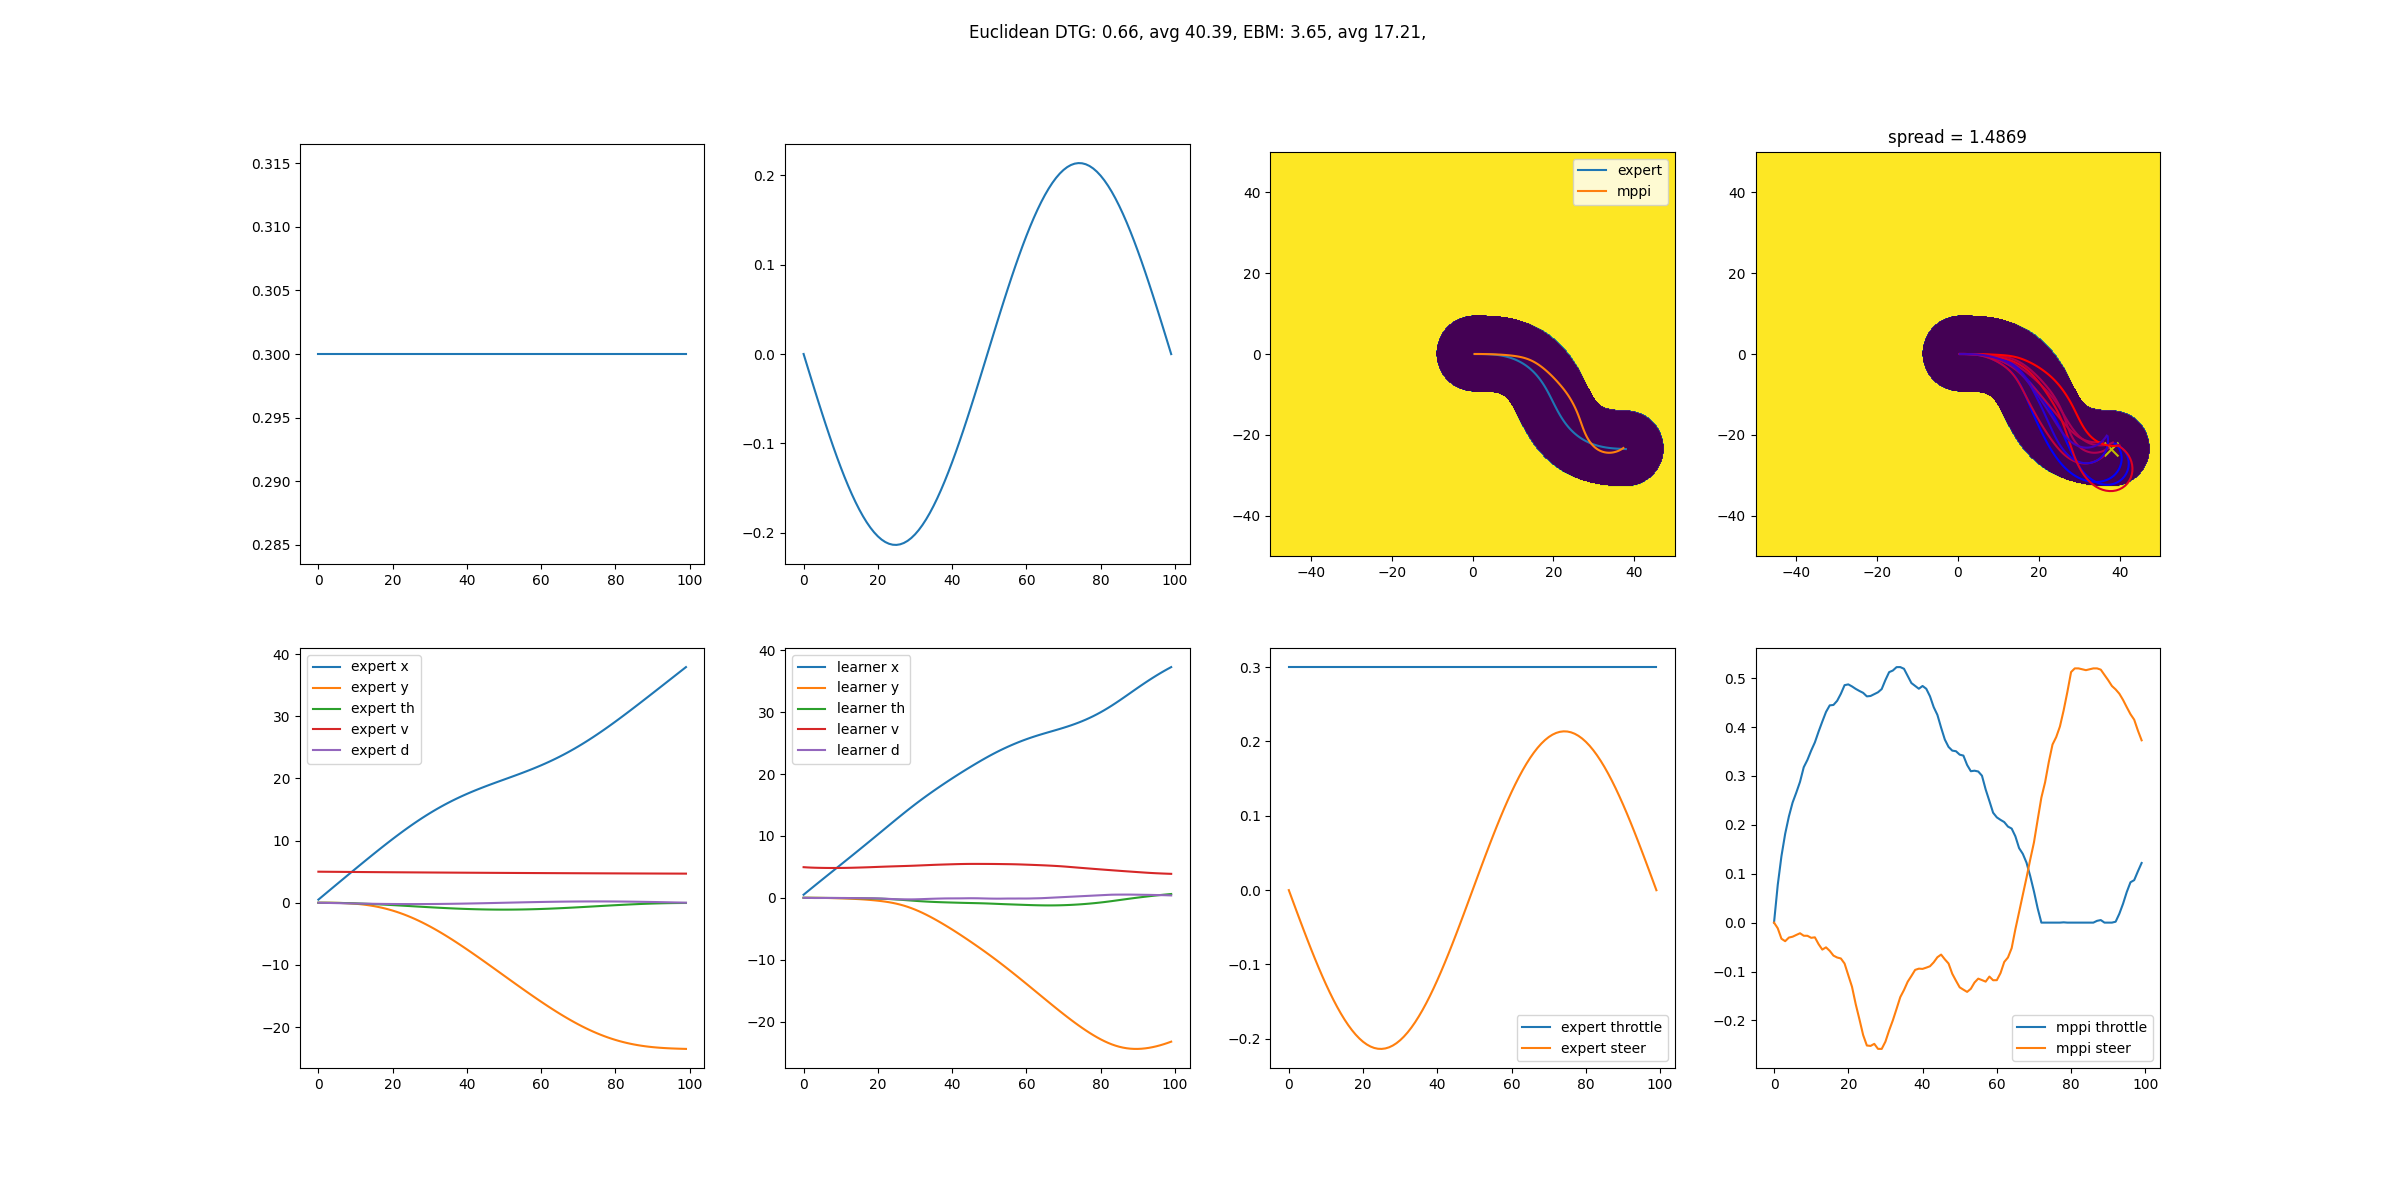 Euclidean DTG: 0.66, avg 40.39, EBM: 3.65, avg 17.21,
0.315
0.310
0.305
0.300
0.295
0.290
0.285
0 20 40 60 80 100
0.2
0.1
0.0
−0.1
−0.2
0 20 40 60 80 100
expert
mppi
40
20
0
−20
−40
−40 −20 0 20 40
spread = 1.4869
40
20
0
−20
−40
−40 −20 0 20 40
expert x
expert y
expert th
expert v
expert d
40
30
20
10
0
−10
−20
0 20 40 60 80 100
learner x
learner y
learner th
learner v
learner d
40
30
20
10
0
−10
−20
0 20 40 60 80 100
0.3
0.2
0.1
0.0
−0.1
−0.2
expert throttle
expert steer
0 20 40 60 80 100
0.5
0.4
0.3
0.2
0.1
0.0
−0.1
−0.2
mppi throttle
mppi steer
0 20 40 60 80 100